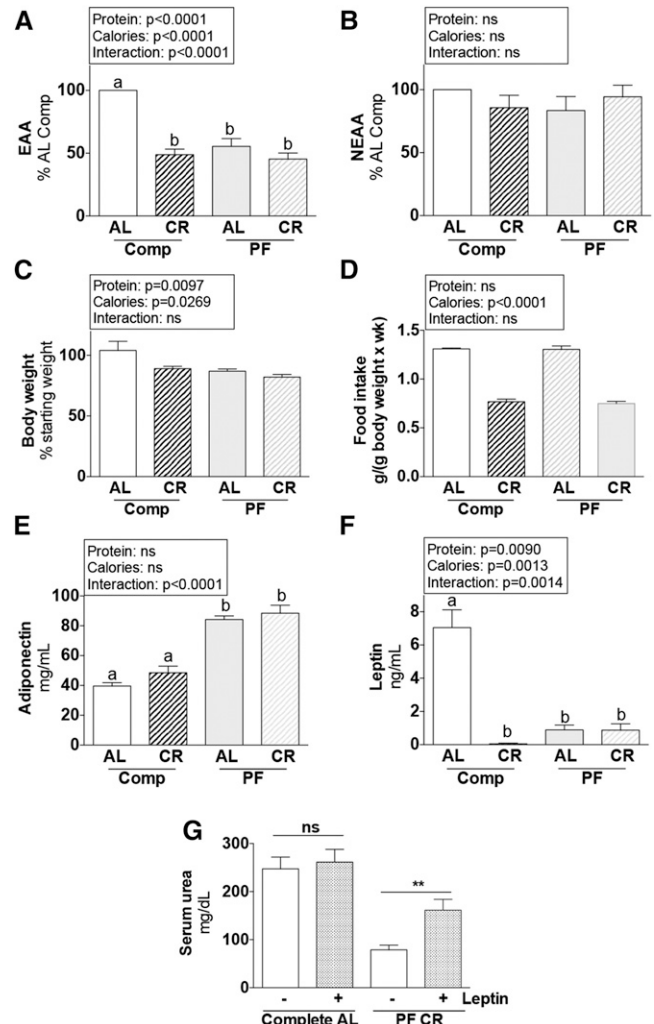 A
Protein: p<0.0001
Calories: p<0.0001
Interaction: p<0.0001
EAA
% AL Comp
100
50
0
a
b
b
b
AL CR AL CR
Comp PF
B
Protein: ns
Calories: ns
Interaction: ns
NEAA
% AL Comp
100
50
0
AL CR AL CR
Comp PF
C
Protein: p=0.0097
Calories: p=0.0269
Interaction: ns
Body weight
% starting weight
100
50
0
AL CR AL CR
Comp PF
D
Protein: ns
Calories: p<0.0001
Interaction: ns
Food intake
g/(g body weight x wk)
1.5
1.0
0.5
0.0
AL CR AL CR
Comp PF
E
Protein: ns
Calories: ns
Interaction: p<0.0001
Adiponectin
mg/mL
100
80
60
40
20
0
a
a
b
b
AL CR AL CR
Comp PF
F
Protein: p=0.0090
Calories: p=0.0013
Interaction: p=0.0014
Leptin
ng/mL
8
6
4
2
0
a
b
b
b
AL CR AL CR
Comp PF
G
Serum urea
mg/dL
300
200
100
0
ns
**
- + - + Leptin
Complete AL PF CR